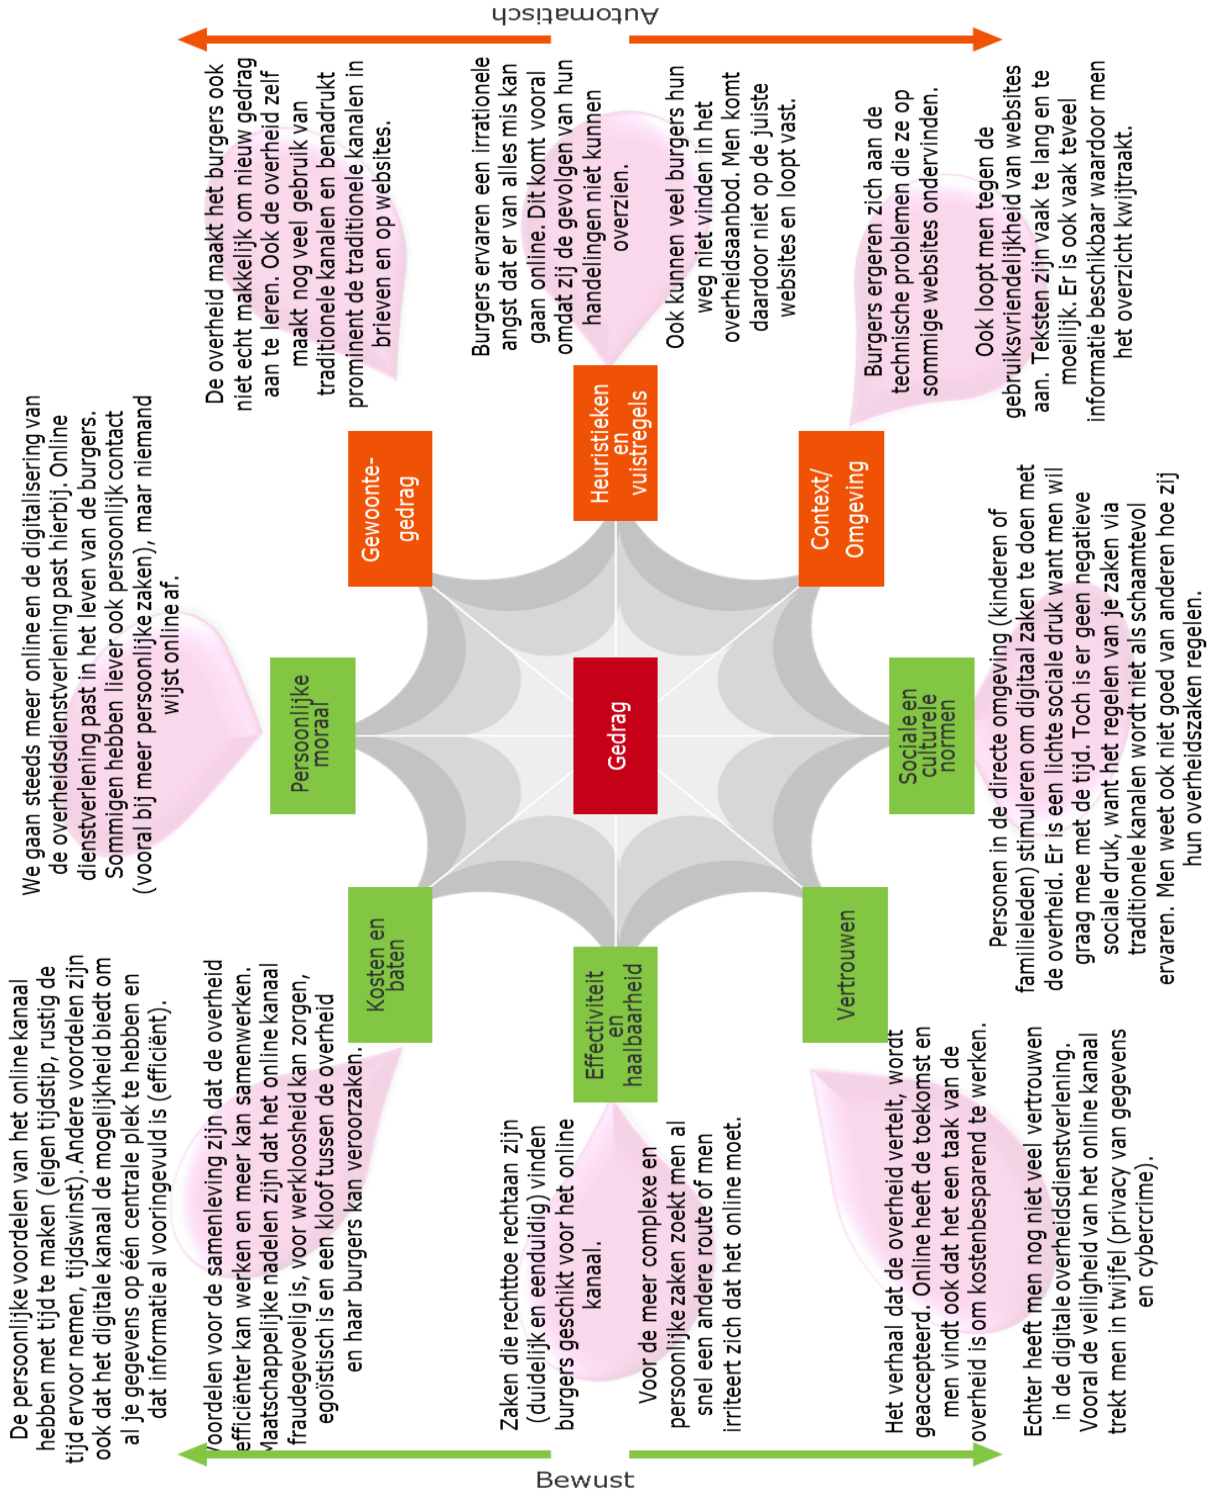 De persoonlijke voordelen van het online kanaal
hebben met tijd te maken (eigen tijdstip, rustig de
tijd ervoor nemen, tijdswinst). Andere voordelen zijn
ook dat het digitale kanaal de mogelijkheid biedt om
al je gegevens op één centrale plek te hebben en
dat informatie al vooringevuld is (efficiënt).
Voordelen voor de samenleving zijn dat de overheid
efficiënter kan werken en meer kan samenwerken.
Maatschappelijke nadelen zijn dat het online kanaal
fraudegevoelig is, voor werkloosheid kan zorgen,
egoïstisch is en een kloof tussen de overheid
en haar burgers kan veroorzaken.
We gaan steeds meer online en de digitalisering van
de overheidsdienstverlening past hierbij. Online
dienstverlening past in het leven van de burgers.
Sommigen hebben liever ook persoonlijk contact
(vooral bij meer persoonlijke zaken), maar niemand
wijst online af.
De overheid maakt het burgers ook
niet echt makkelijk om nieuw gedrag
aan te leren. Ook de overheid zelf
maakt nog veel gebruik van
traditionele kanalen en benadrukt
prominent de traditionele kanalen in
brieven en op websites.
Kosten en
baten
Persoonlijke
moraal
Gewoonte-
gedrag
Bewust
Zaken die rechttoe rechtaan zijn
(duidelijk en eenduidig) vinden
burgers geschikt voor het online
kanaal.
Voor de meer complexe en
persoonlijke zaken zoekt men al
snel een andere route of men
irriteert zich dat het online moet.
Effectiviteit
en
haalbaarheid
Gedrag
Heuristieken
en
vuistregels
Burgers ervaren een irrationele
angst dat er van alles mis kan
gaan online. Dit komt vooral
omdat zij de gevolgen van hun
handelingen niet kunnen
overzien.
Ook kunnen veel burgers hun
weg niet vinden in het
overheidsaanbod. Men komt
daardoor niet op de juiste
websites en loopt vast.
Automatisch
Vertrouwen
Sociale en
culturele
normen
Context/
Omgeving
Het verhaal dat de overheid vertelt, wordt
geaccepteerd. Online heeft de toekomst en
men vindt ook dat het een taak van de
overheid is om kostenbesparend te werken.
Echter heeft men nog niet veel vertrouwen
in de digitale overheidsdienstverlening.
Vooral de veiligheid van het online kanaal
trekt men in twijfel (privacy van gegevens
en cybercrime).
Personen in de directe omgeving (kinderen of
familieleden) stimuleren om digitaal zaken te doen met
de overheid. Er is een lichte sociale druk want men wil
graag mee met de tijd. Toch is er geen negatieve
sociale druk, want het regelen van je zaken via
traditionele kanalen wordt niet als schaamtevol
ervaren. Men weet ook niet goed van anderen hoe zij
hun overheidszaken regelen.
Burgers ergeren zich aan de
technische problemen die ze op
sommige websites ondervinden.
Ook loopt men tegen de
gebruiksvriendelijkheid van websites
aan. Teksten zijn vaak te lang en te
moeilijk. Er is ook vaak teveel
informatie beschikbaar waardoor men
het overzicht kwijtraakt.